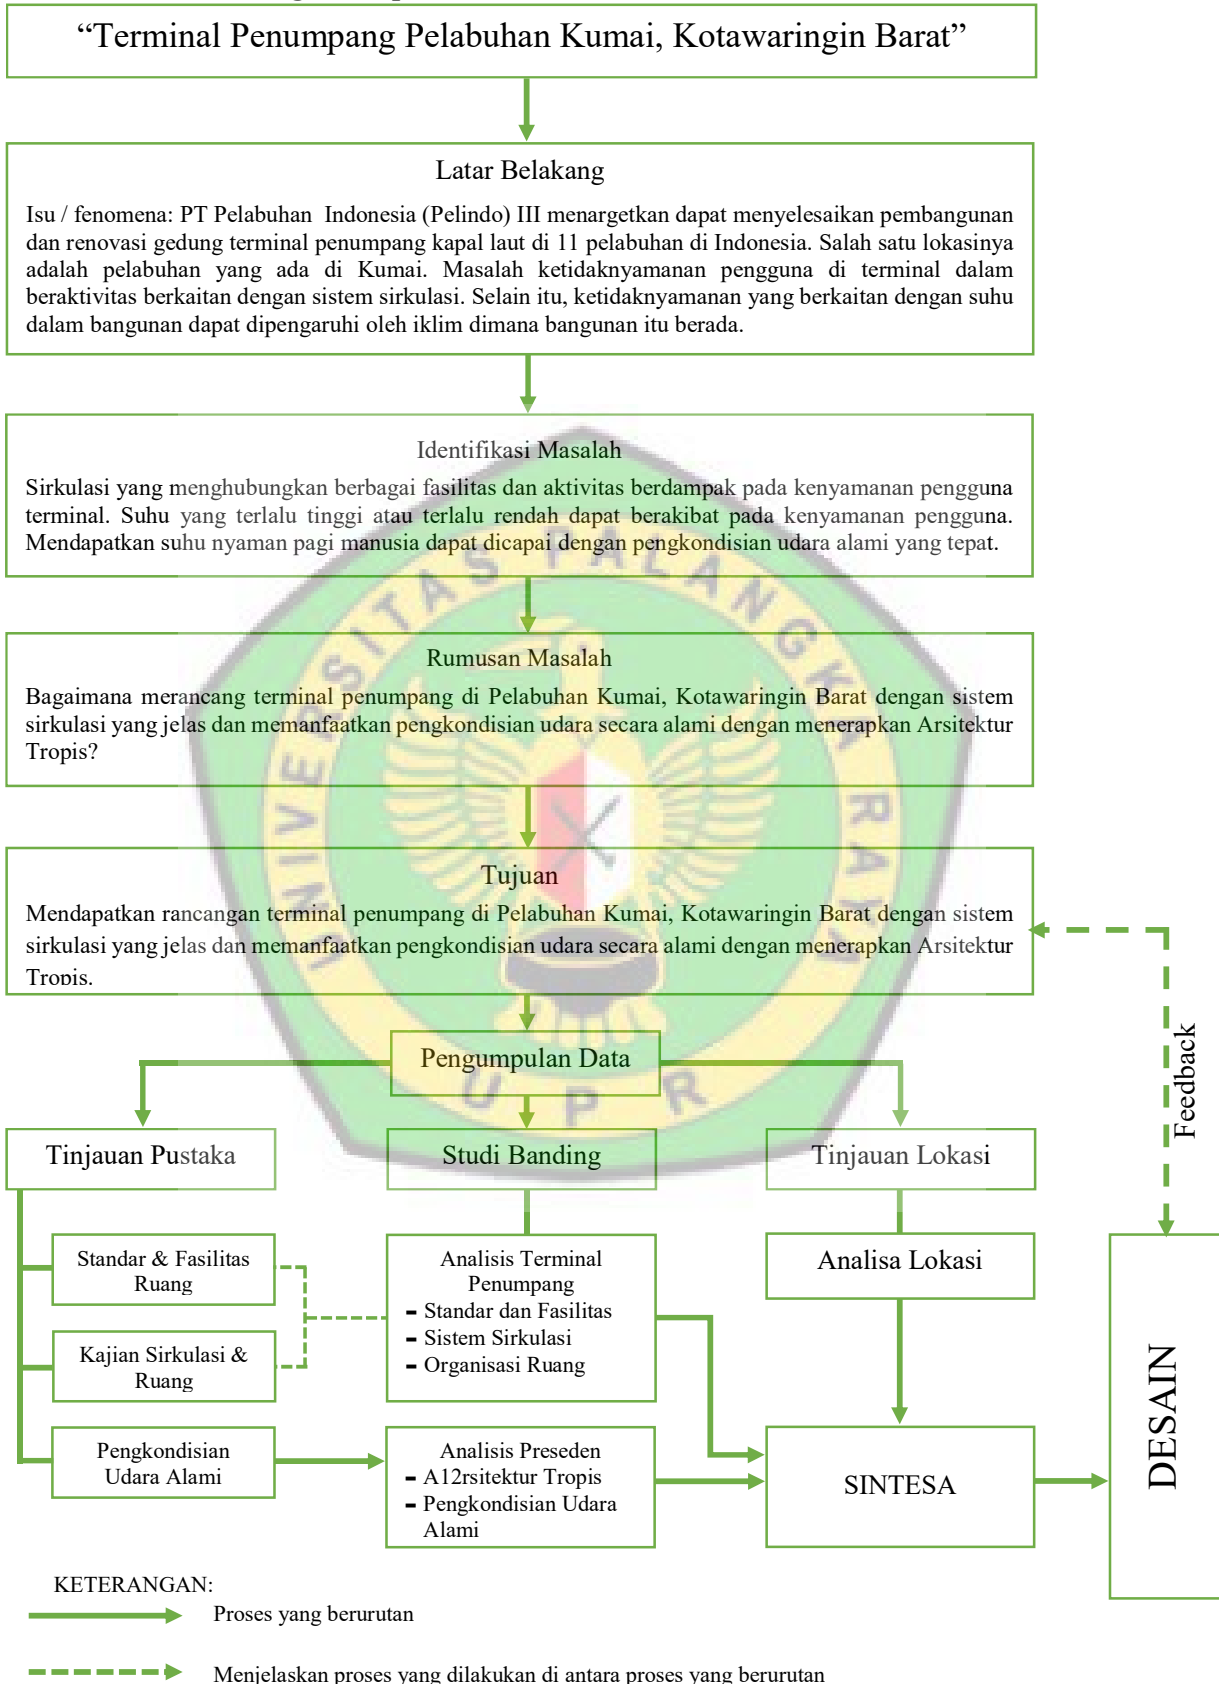 “Terminal Penumpang Pelabuhan Kumai, Kotawaringin Barat”
Latar Belakang
Isu / fenomena: PT Pelabuhan Indonesia (Pelindo) III menargetkan dapat menyelesaikan pembangunan
dan renovasi gedung terminal penumpang kapal laut di 11 pelabuhan di Indonesia. Salah satu lokasinya
adalah pelabuhan yang ada di Kumai. Masalah ketidaknyamanan pengguna di terminal dalam
beraktivitas berkaitan dengan sistem sirkulasi. Selain itu, ketidaknyamanan yang berkaitan dengan suhu
dalam bangunan dapat dipengaruhi oleh iklim dimana bangunan itu berada.
Identifikasi Masalah
Sirkulasi yang menghubungkan berbagai fasilitas dan aktivitas berdampak pada kenyamanan pengguna
terminal. Suhu yang terlalu tinggi atau terlalu rendah dapat berakibat pada kenyamanan pengguna.
Mendapatkan suhu nyaman pagi manusia dapat dicapai dengan pengkondisian udara alami yang tepat.
Rumusan Masalah
Bagaimana merancang terminal penumpang di Pelabuhan Kumai, Kotawaringin Barat dengan sistem
sirkulasi yang jelas dan memanfaatkan pengkondisian udara secara alami dengan menerapkan Arsitektur
Tropis?
Tujuan
Mendapatkan rancangan terminal penumpang di Pelabuhan Kumai, Kotawaringin Barat dengan sistem
sirkulasi yang jelas dan memanfaatkan pengkondisian udara secara alami dengan menerapkan Arsitektur
Tropis.
Pengumpulan Data
Tinjauan Pustaka
Studi Banding
Tinjauan Lokasi
Standar & Fasilitas
Ruang
Kajian Sirkulasi &
Ruang
Pengkondisian
Udara Alami
Analisis Terminal
Penumpang
- Standar dan Fasilitas
- Sistem Sirkulasi
- Organisasi Ruang
Analisis Preseden
- A12rsitektur Tropis
- Pengkondisian Udara
Alami
Analisa Lokasi
SINTESA
DESAIN
Feedback
KETERANGAN:
Proses yang berurutan
Menjelaskan proses yang dilakukan di antara proses yang berurutan
UNIVERSITAS PALANGKA RAYA
UPR